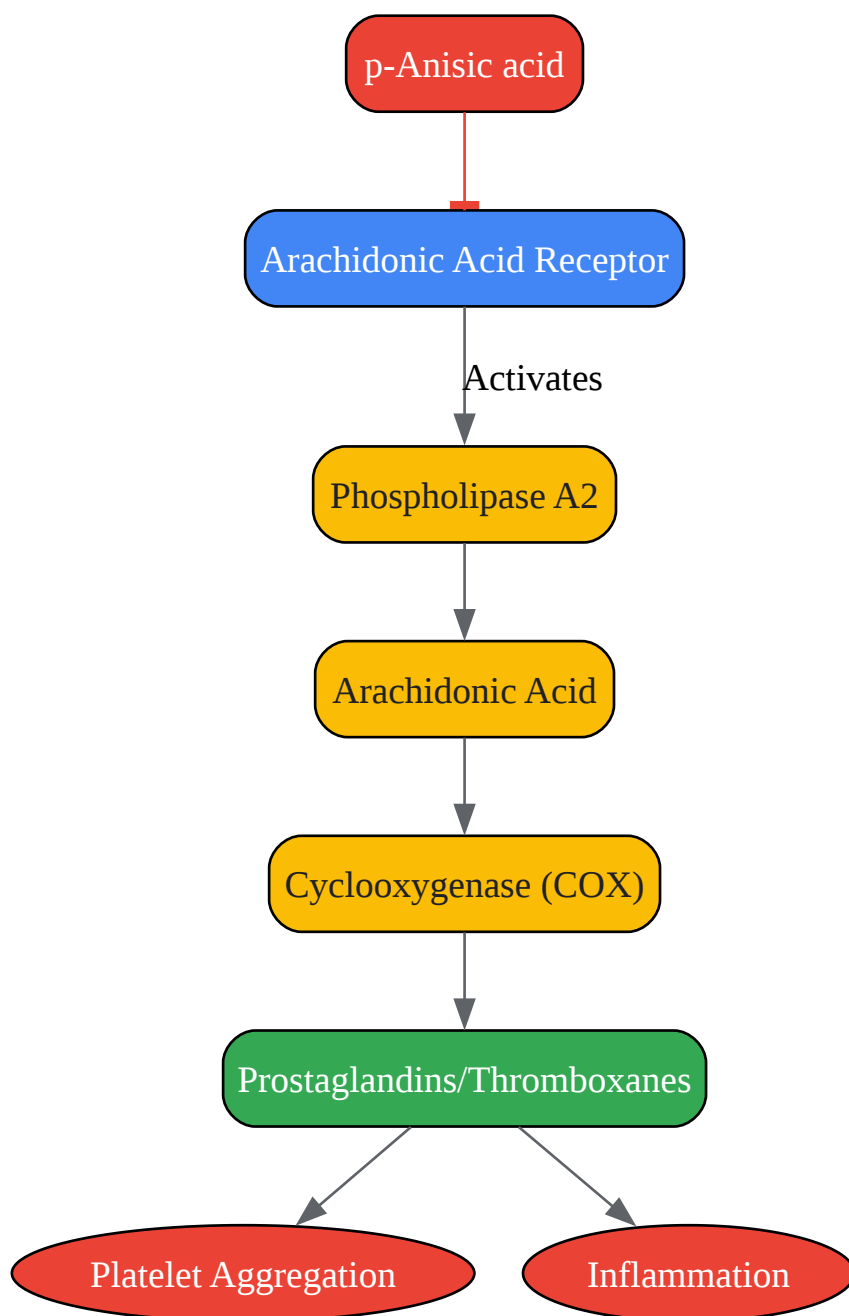 p-Anisic acid
Arachidonic Acid Receptor
Activates
Phospholipase A2
Arachidonic Acid
Cyclooxygenase (COX)
Prostaglandins/Thromboxanes
Platelet Aggregation
Inflammation